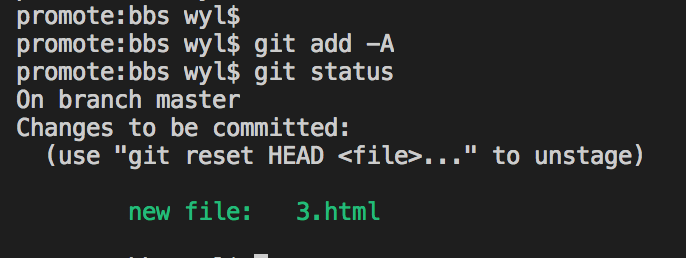 promote:bbs wyl$
promote:bbs wyl$ git add -A
promote:bbs wyl$ git status
On branch master
Changes to be committed:
  (use "git reset HEAD <file>..." to unstage)
new file:   3.html